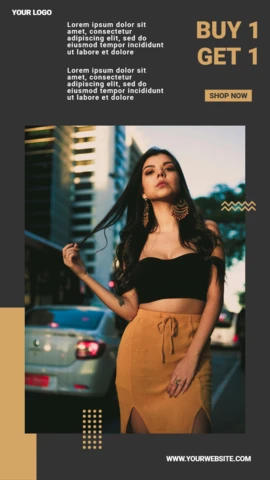 YOUR LOGO
Lorem ipsum dolor sit
amet, consectetur
adipiscing elit, sed do
eiusmod tempor incididunt
ut labore et dolore
Lorem ipsum dolor sit
amet, consectetur
adipiscing elit, sed do
eiusmod tempor incididunt
ut labore et dolore
BUY 1
GET 1
SHOP NOW
WWW.YOURWEBSITE.COM